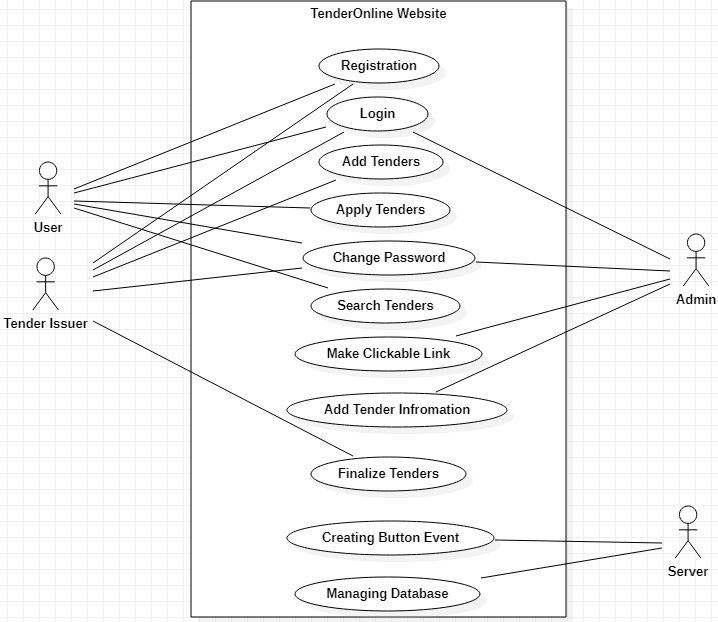 TenderOnline Website
Registration
Login
Add Tenders
User
Apply Tenders
Change Password
Tender Issuer
Admin
Search Tenders
Make Clickable Link
Add Tender Infromation
Finalize Tenders
Creating Button Event
Server
Managing Database